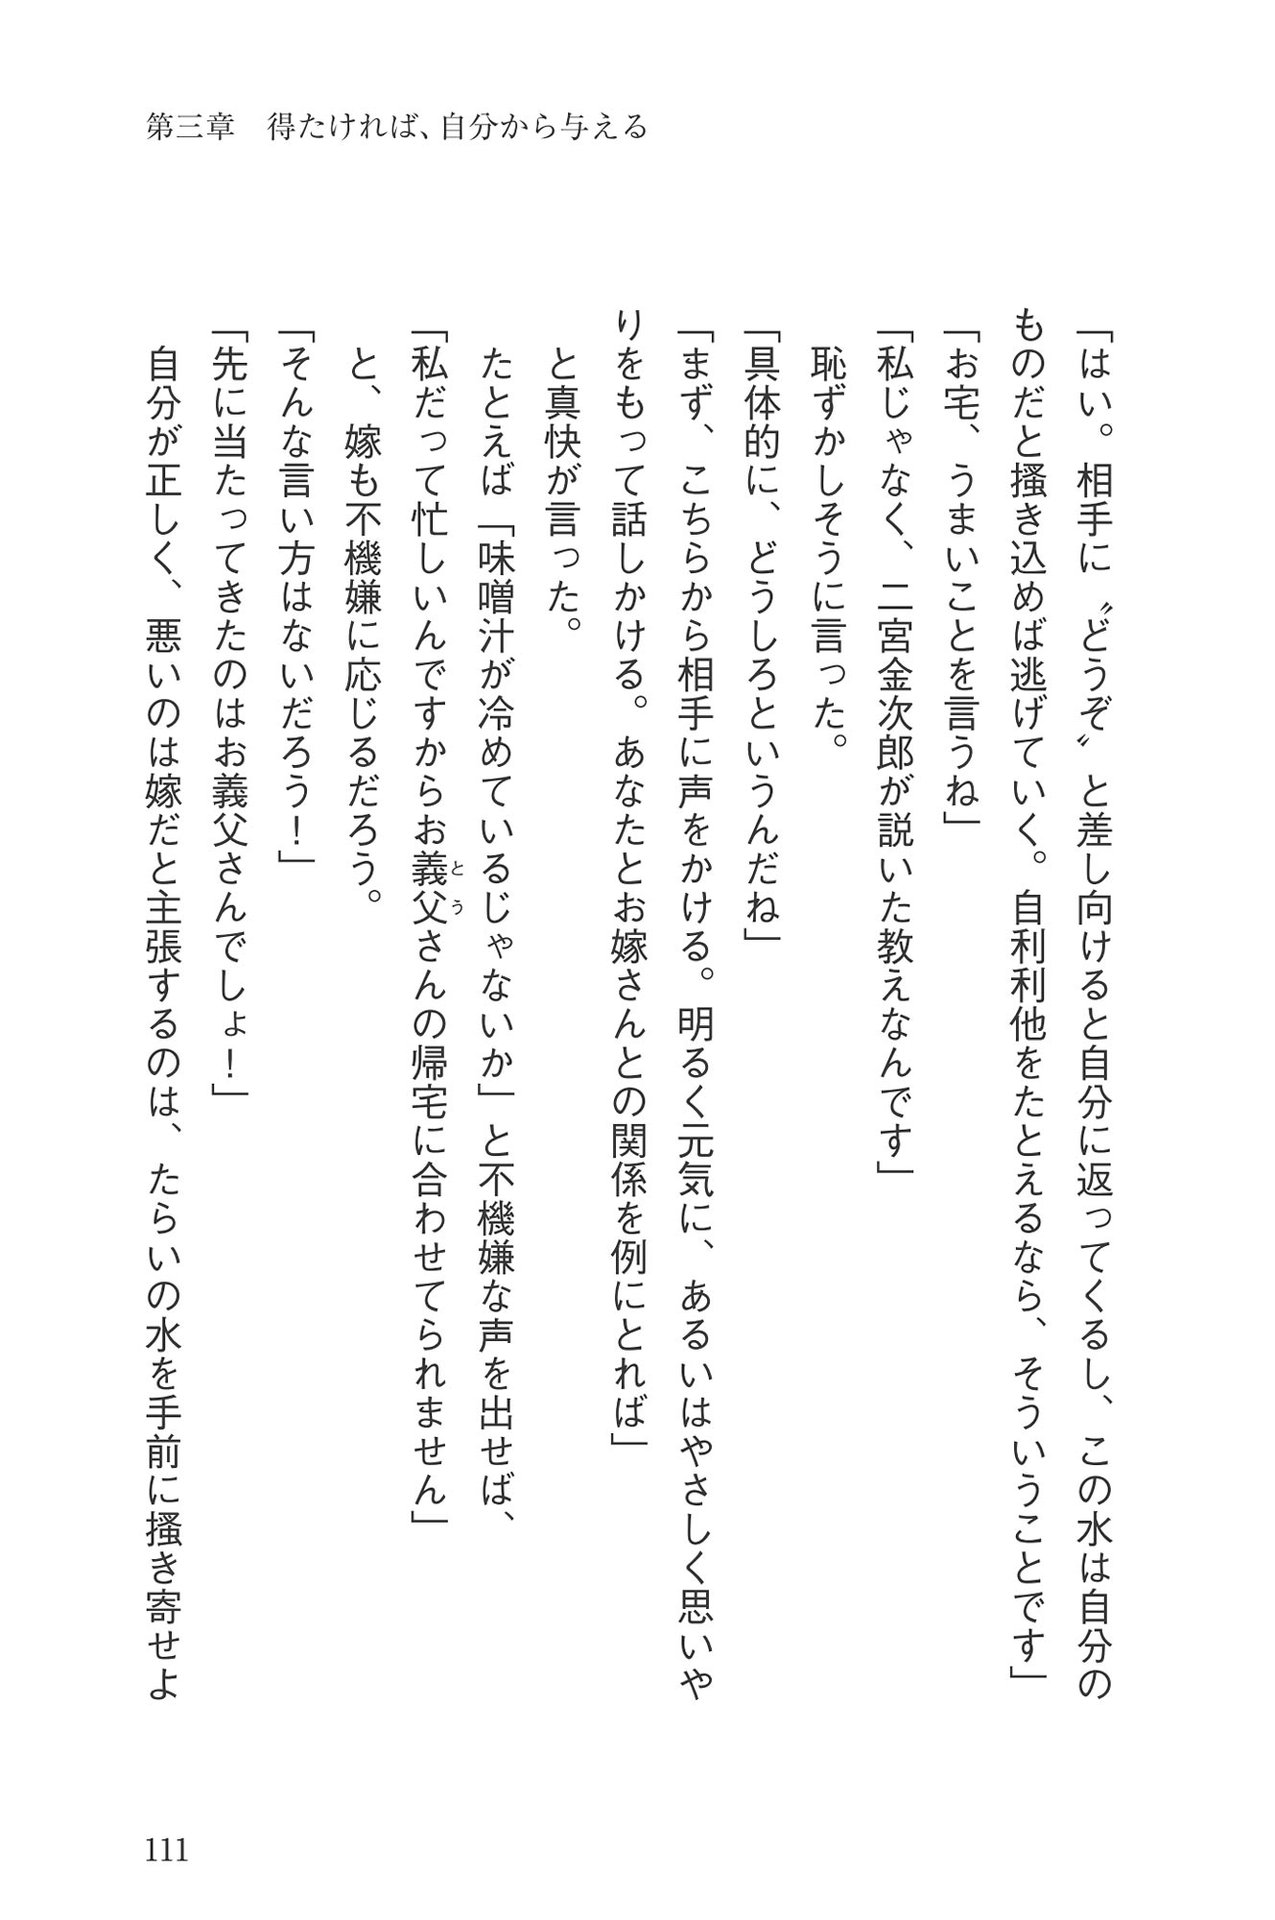 第三章　得たければ、自分から与える
「はい。相手に〝どうぞ〟と差し向けると自分に返ってくるし、この水は自分の
ものだと掻き込めば逃げていく。自利利他をたとえるなら、そういうことです」
「お宅、うまいことを言うね」
「私じゃなく、二宮金次郎が説いた教えなんです」
　恥ずかしそうに言った。
「具体的に、どうしろというんだね」
「まず、こちらから相手に声をかける。明るく元気に、あるいはやさしく思いや
りをもって話しかける。あなたとお嫁さんとの関係を例にとれば」
　と真快が言った。
　たとえば「味噌汁が冷めているじゃないか」と不機嫌な声を出せば、
「私だって忙しいんですからお義父さんの帰宅に合わせてられません」
とう
　と、嫁も不機嫌に応じるだろう。
「そんな言い方はないだろう！」
「先に当たってきたのはお義父さんでしょ！」
　自分が正しく、悪いのは嫁だと主張するのは、たらいの水を手前に掻き寄せよ
111